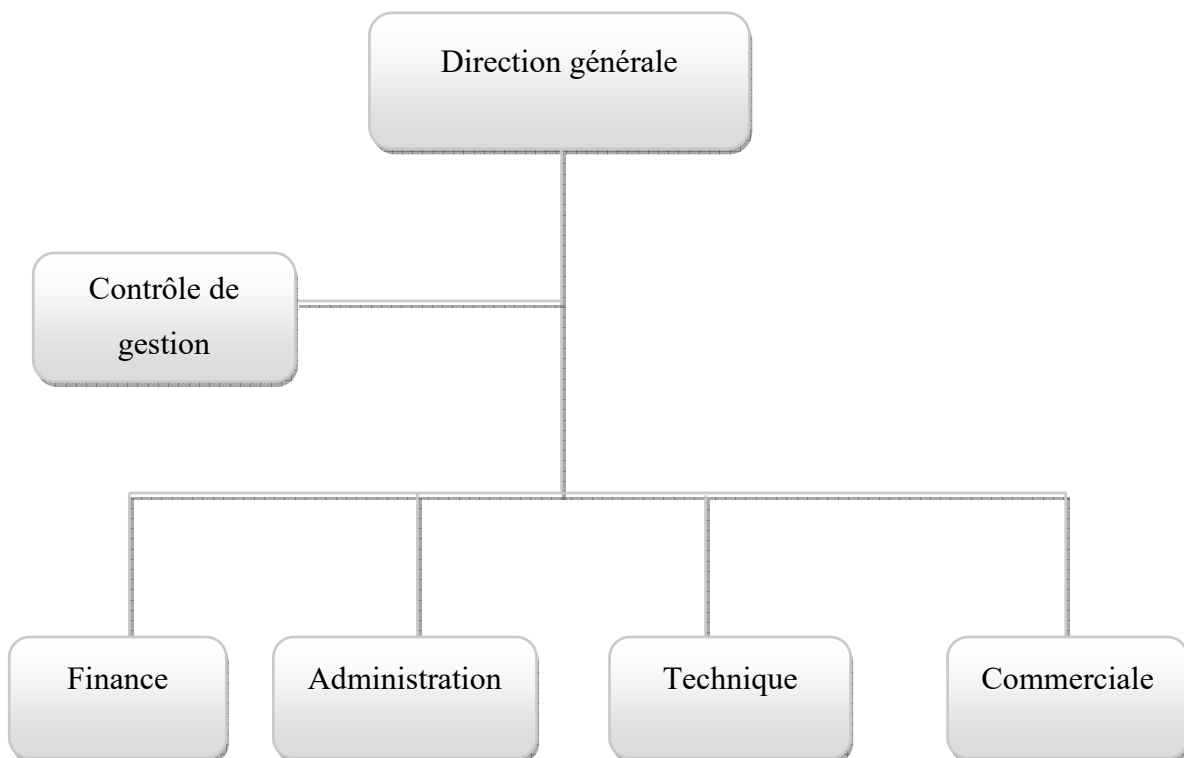 Direction générale
Contrôle de
gestion
Finance
Administration
Technique
Commerciale